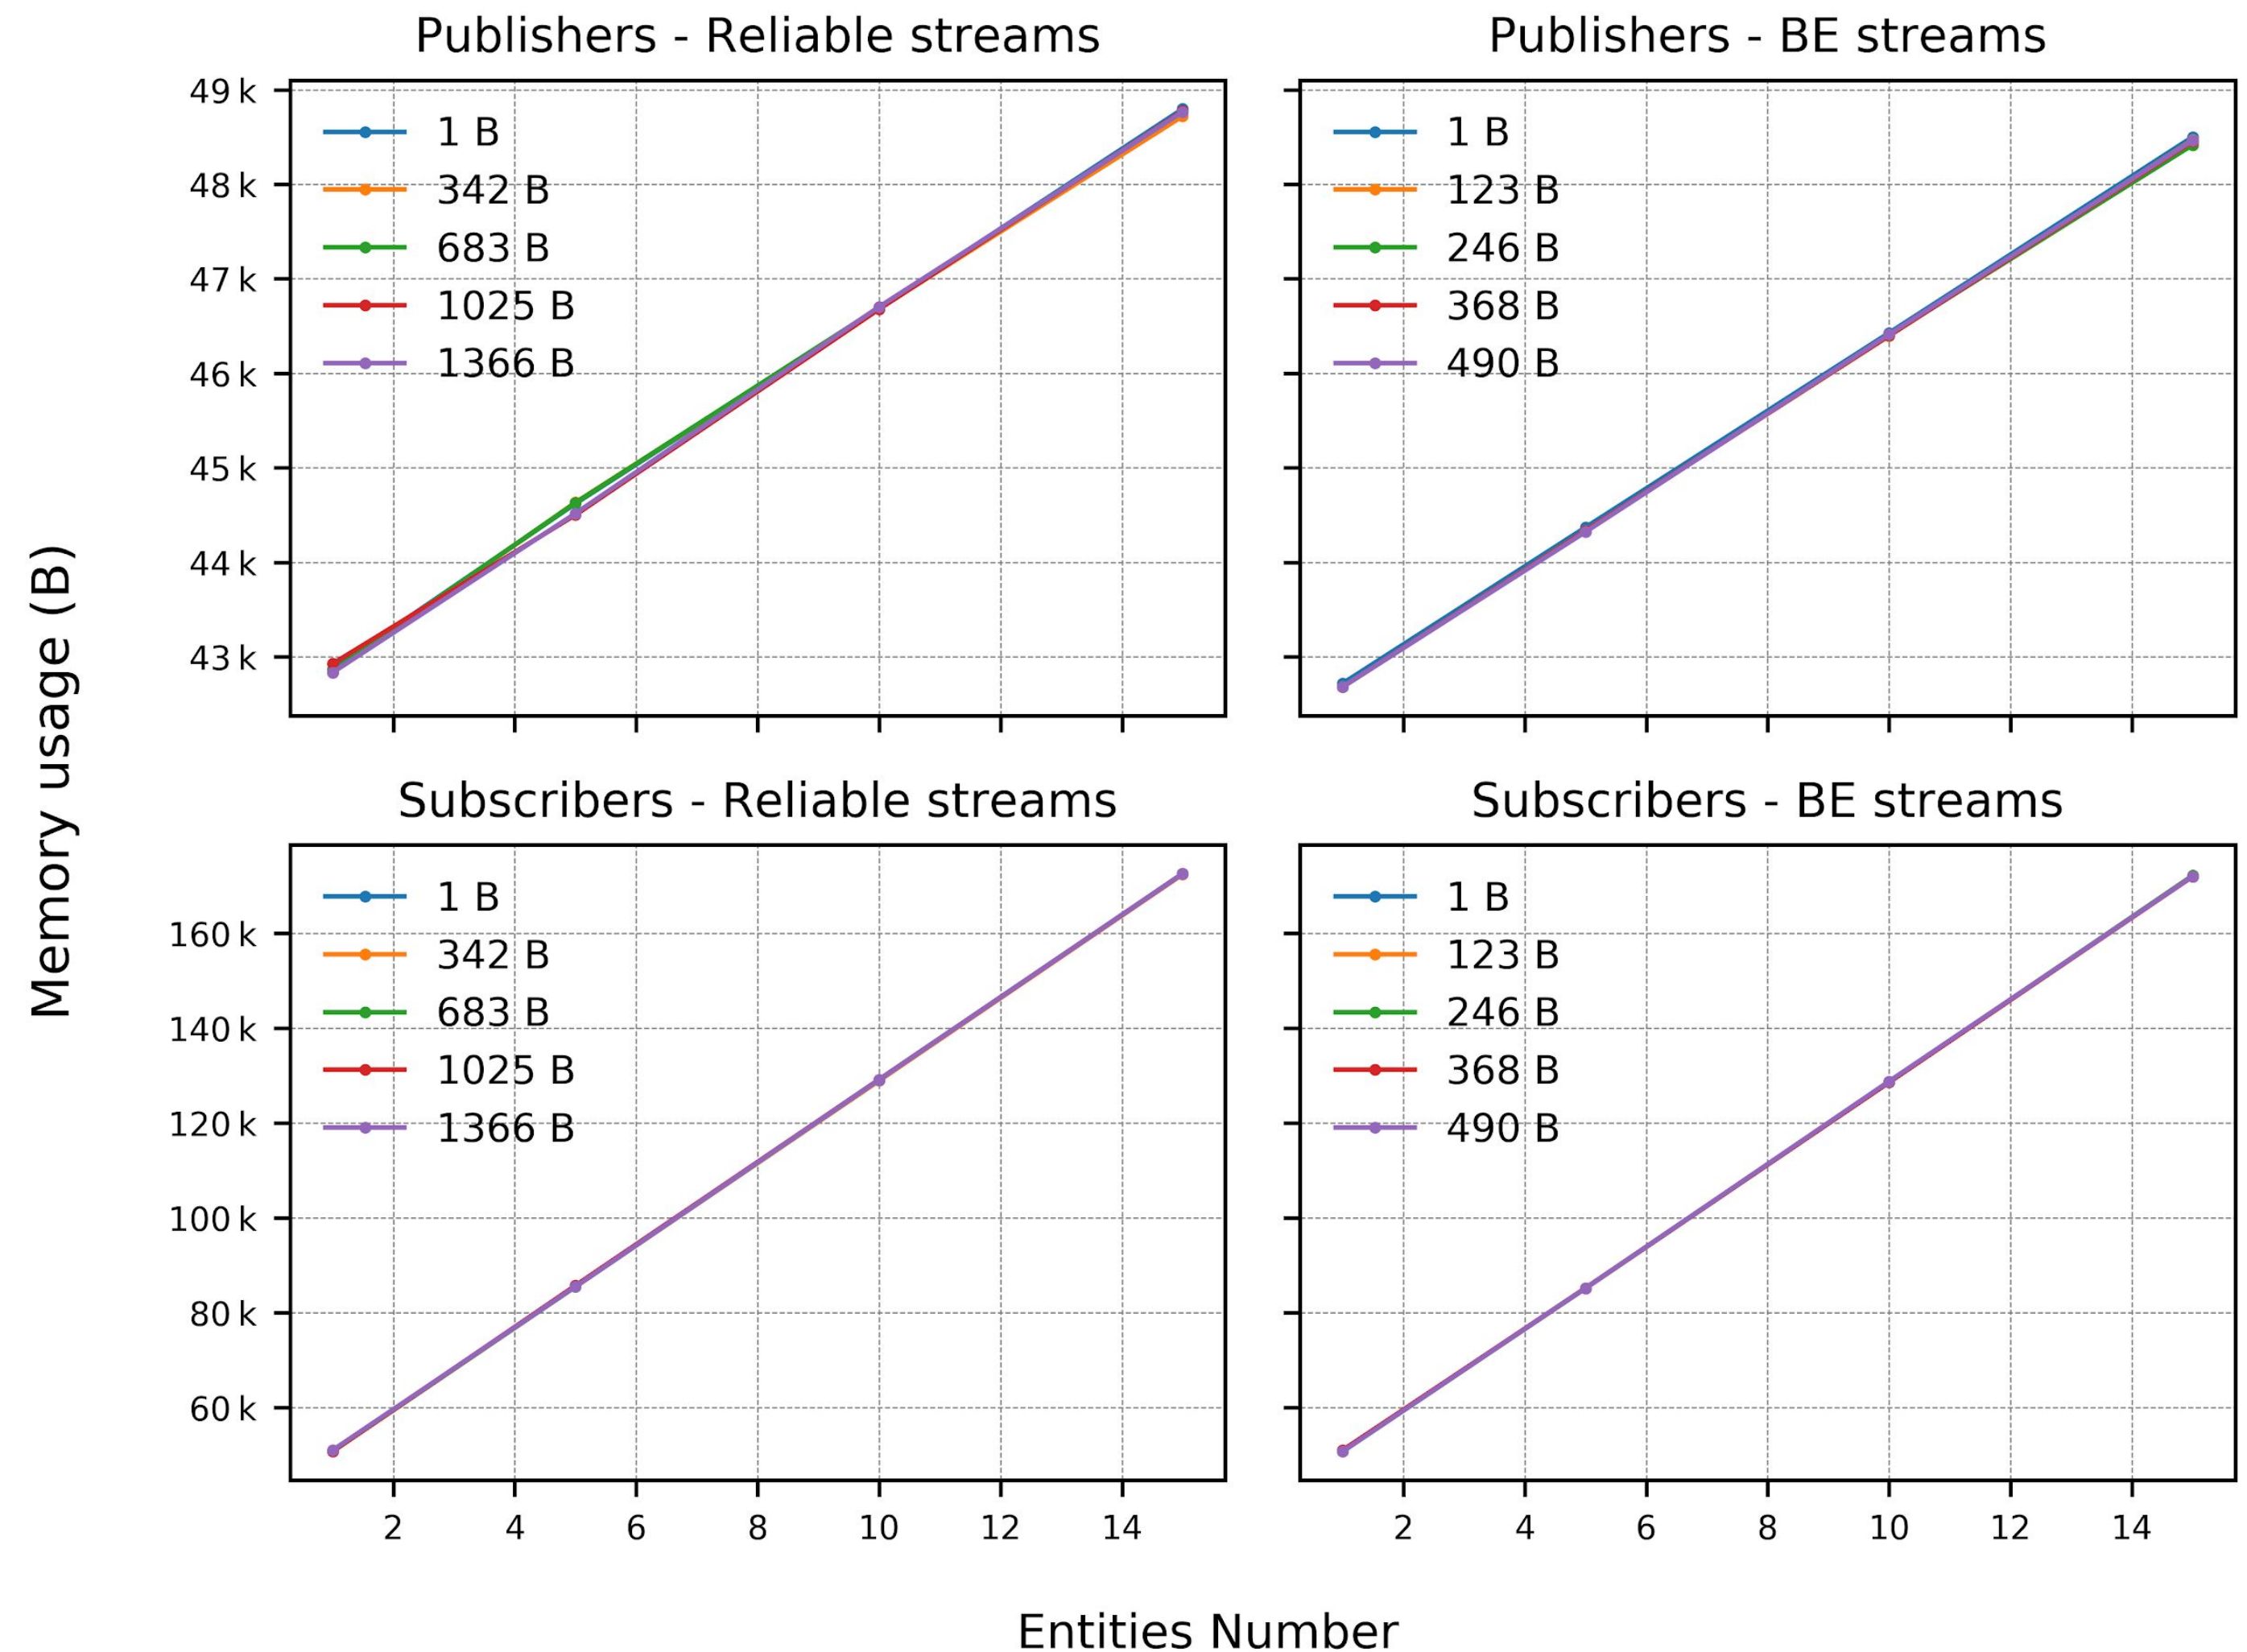 Publishers - Reliable streams
49 k
48 k
47 k
46 k
45 k
44 k
43 k
1 B
342 B
683 B
1025 B
1366 B
Publishers - BE streams
1 B
123 B
246 B
368 B
490 B
Memory usage (B)
Subscribers - Reliable streams
160 k
140 k
120 k
100 k
80 k
60 k
1 B
342 B
683 B
1025 B
1366 B
2 4 6 8 10 12 14
Subscribers - BE streams
1 B
123 B
246 B
368 B
490 B
2 4 6 8 10 12 14
Entities Number